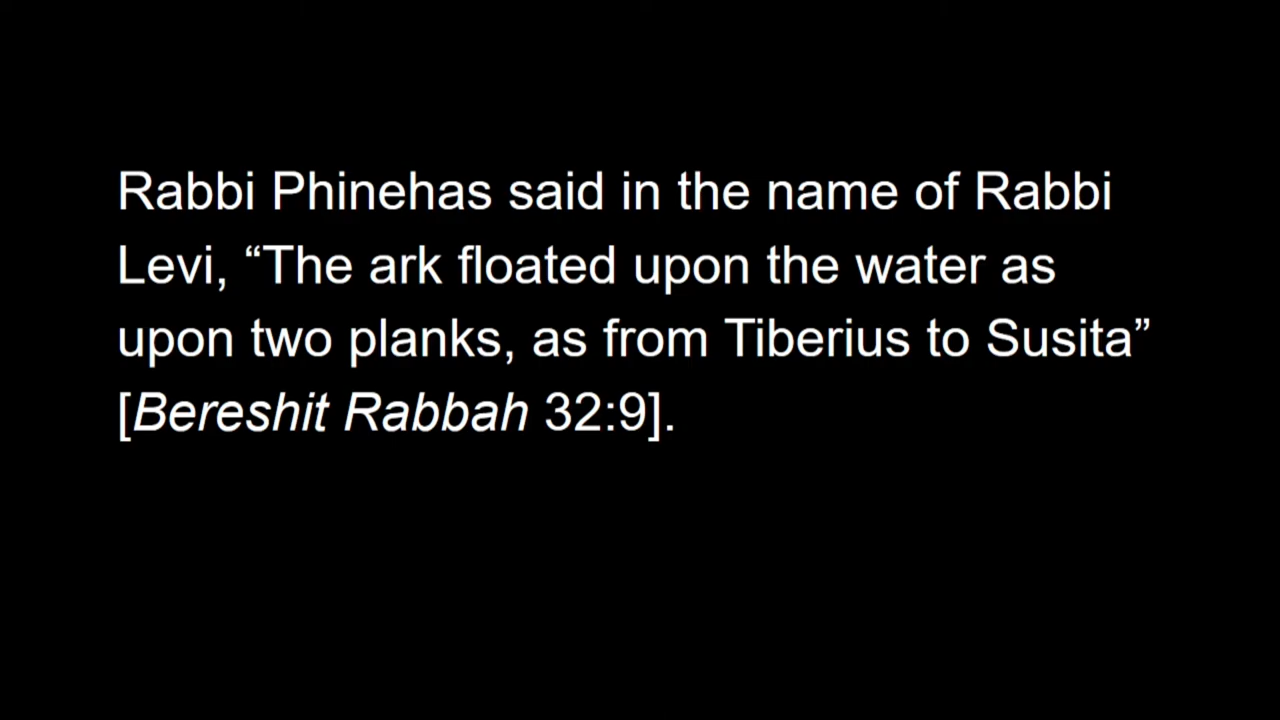 Rabbi Phinehas said in the name of Rabbi
Levi, “The ark floated upon the water as
upon two planks, as from Tiberius to Susita”
[Bereshit Rabbah 32:9].